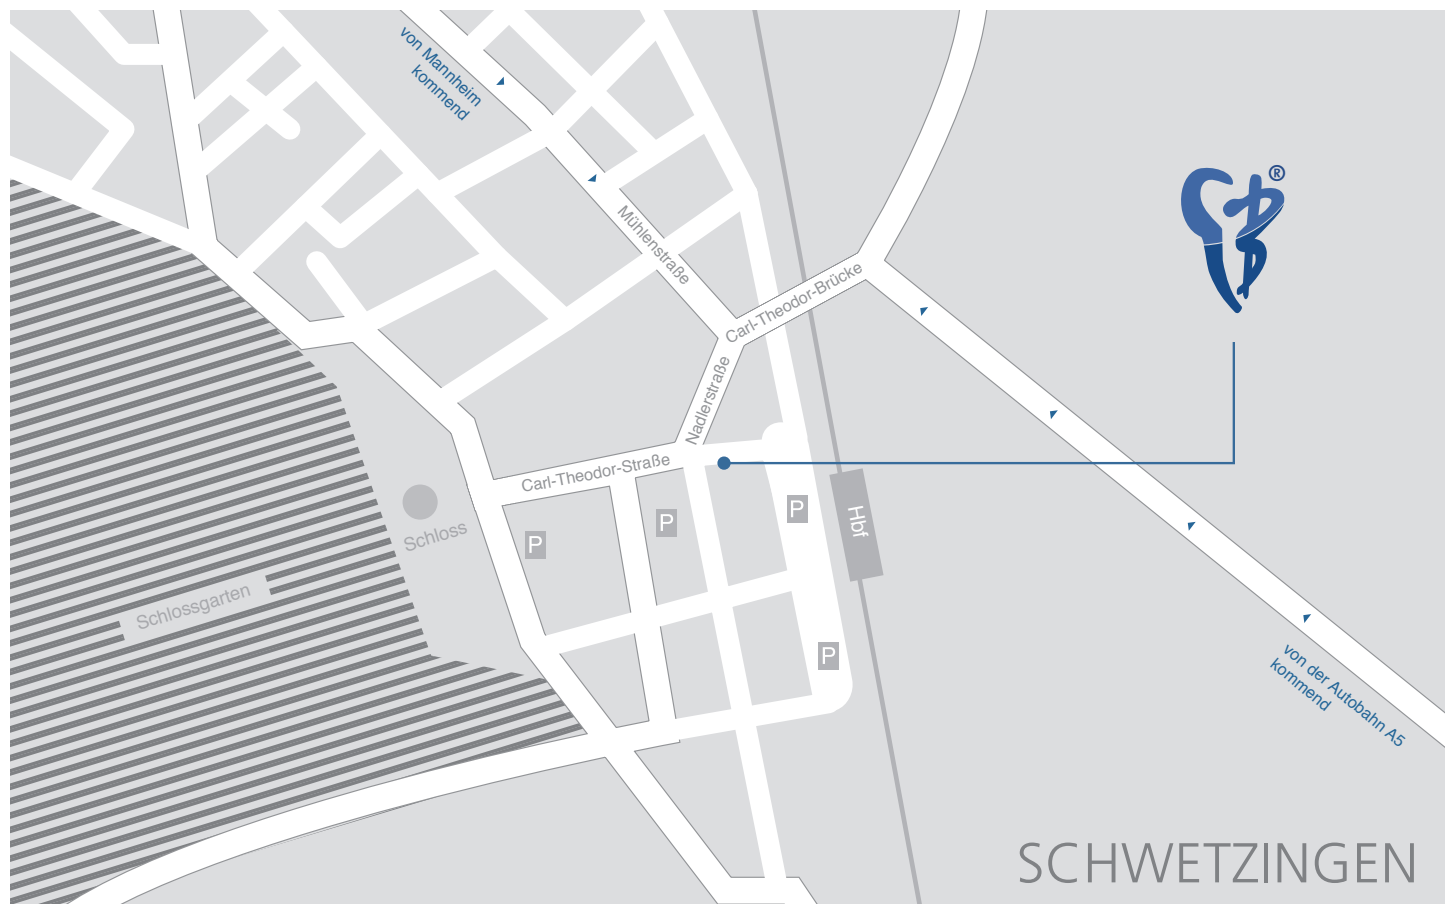 von Mannheim
kommend
®
Mühlenstraße
Carl-Theodor-Brücke
Nadlerstraße
Carl-Theodor-Straße
P
P
P
Hbf
Schloss
Schlossgarten
P
von der Autobahn A5
kommend
SCHWETZINGEN